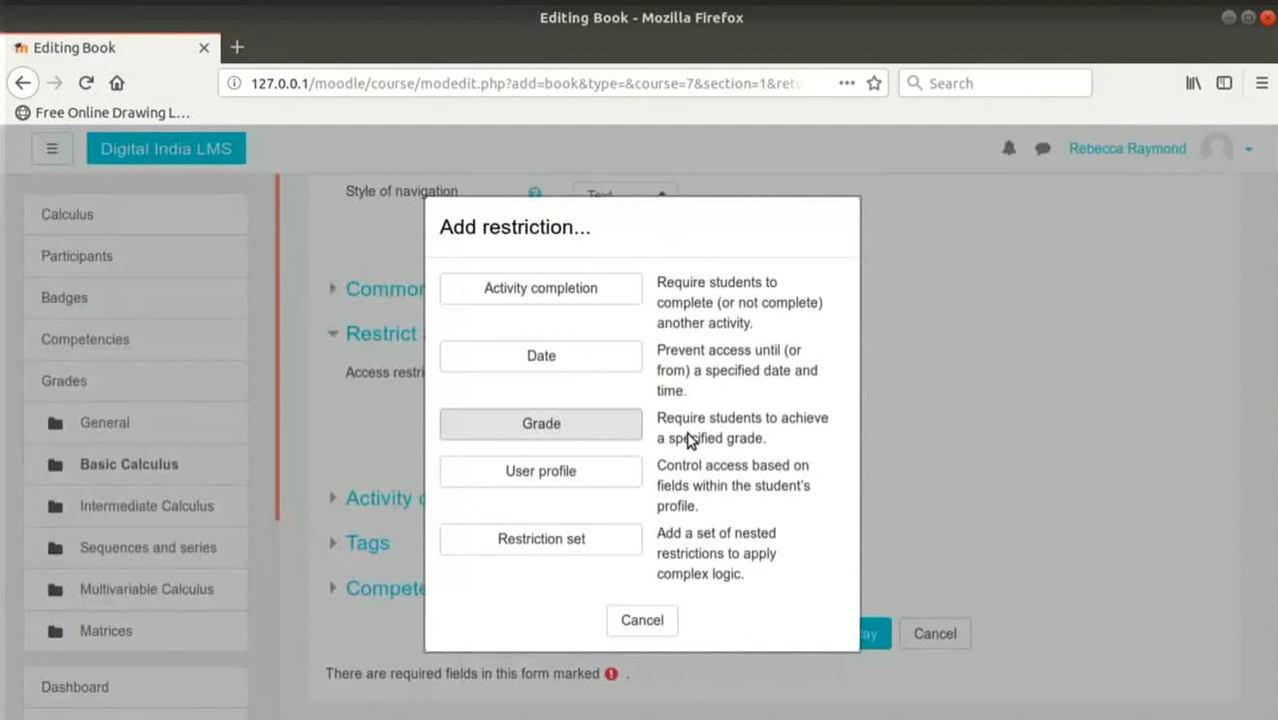 Editing Book - Mozilla Firefox
Editing Book
127.0.0.1/moodle/course/modedit.php?add=book&type=&course=7&section=1&retu
Search
Free Online Drawing L...
Digital India LMS
Rebecca Raymond
Calculus
Participants
Badges
Competencies
Grades
General
Basic Calculus
Intermediate Calculus
Sequences and series
Multivariable Calculus
Matrices
Dashboard
Style of navigation
Text
Common
Restrict
Access restri
Activity c
Tags
Compete
Add restriction...
Activity completion
Require students to
complete (or not complete)
another activity.
Date
Prevent access until (or
from) a specified date and
time.
Grade
Require students to achieve
a specified grade.
User profile
Control access based on
fields within the student's
profile.
Restriction set
Add a set of nested
restrictions to apply
complex logic.
Cancel
ay
Cancel
There are required fields in this form marked .